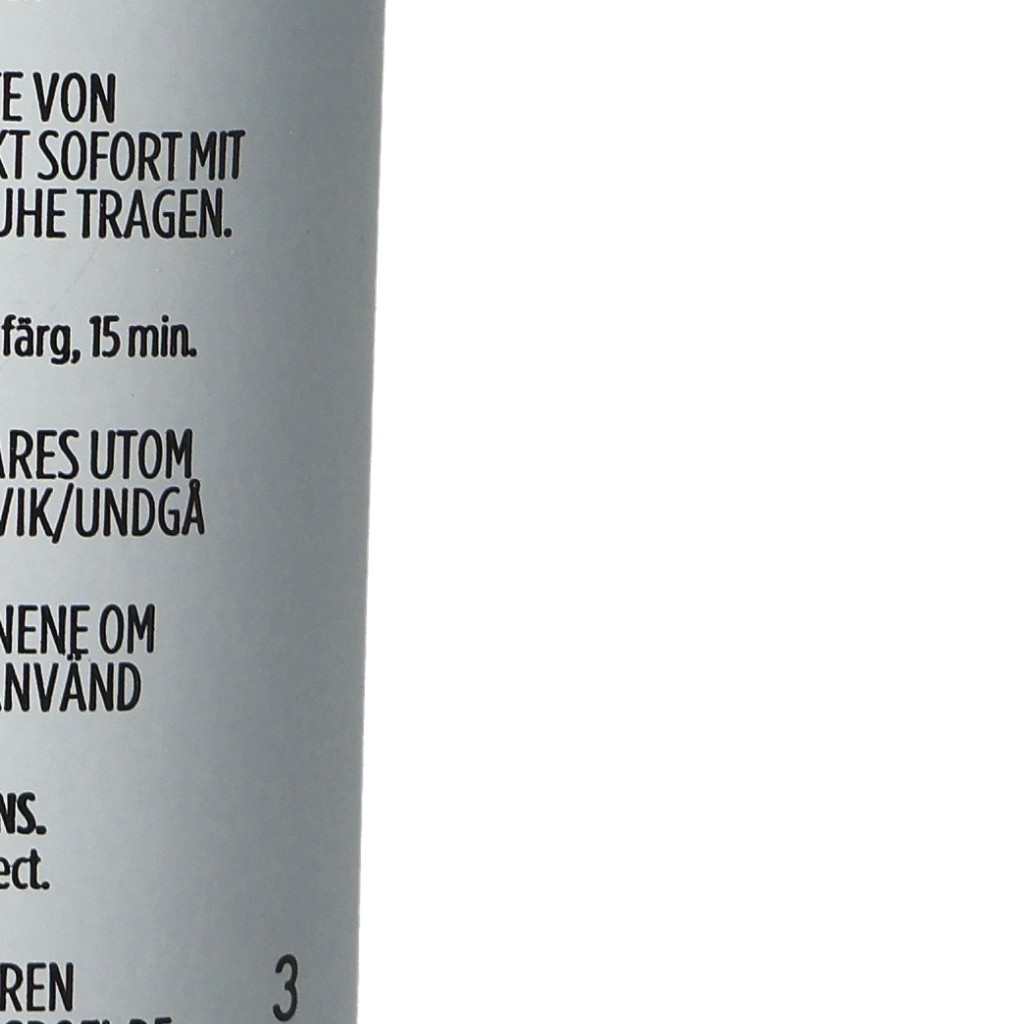 E VON
KT SOFORT MIT
UHE TRAGEN.
färg, 15 min.
ARES UTOM
VIK/UNDGÅ
NENE OM
ANVÄND
NS.
ect.
REN
3